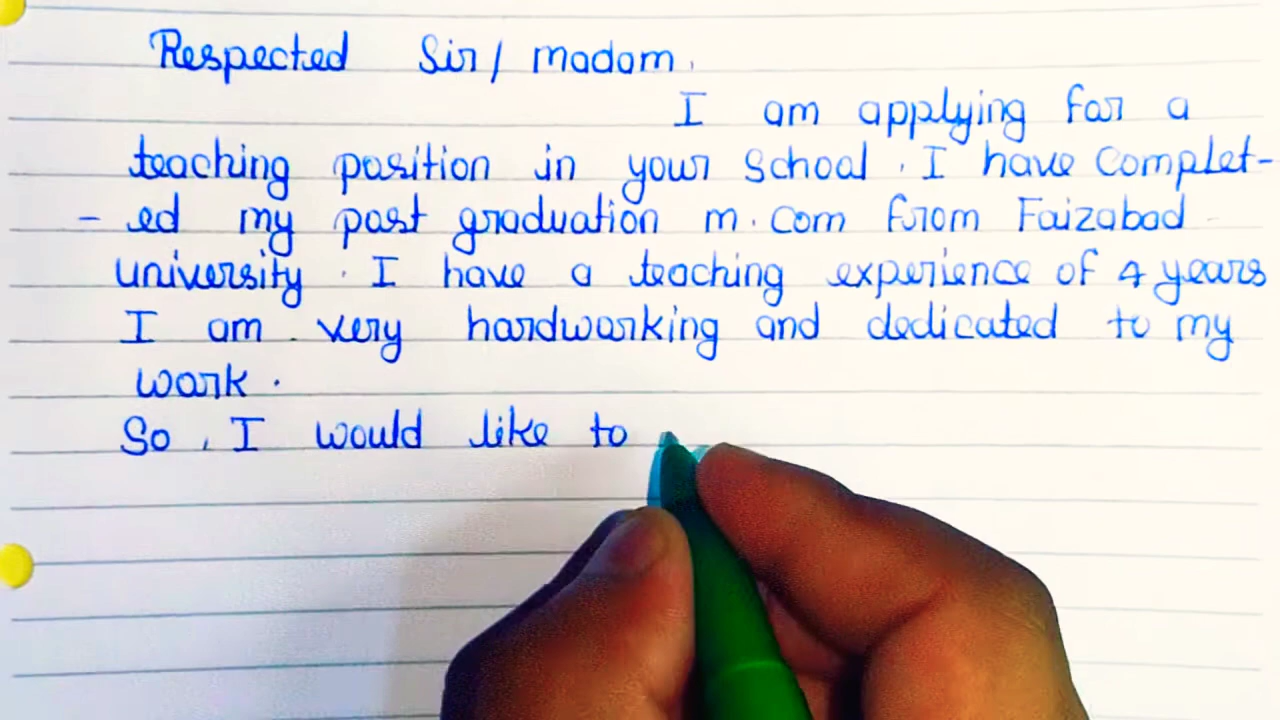 Respected Sir/ Madam,
I am applying for a
teaching position in your School. I have Complet-
-ed my post graduation m.com from Faizabad
university. I have a teaching experience of 4 years
I am very hardworking and dedicated to my
work.
So, I would like to